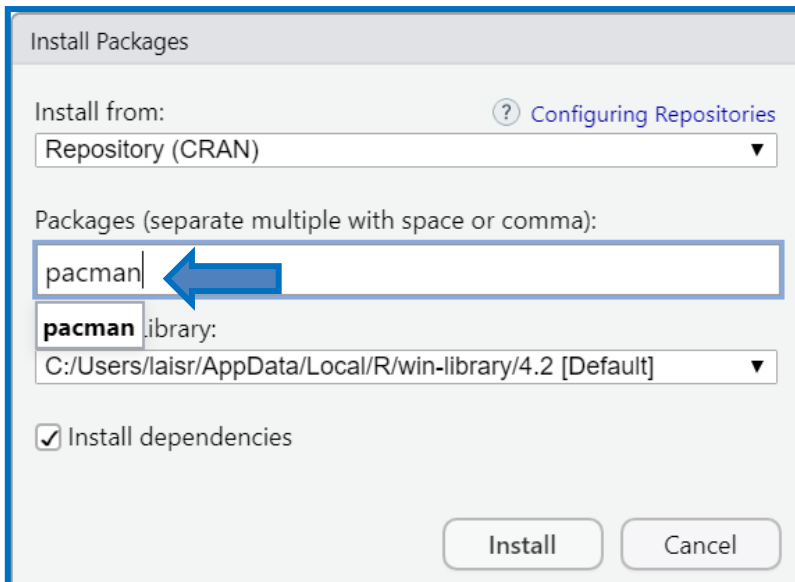 Install Packages
Install from:
? Configuring Repositories
Repository (CRAN)
Packages (separate multiple with space or comma):
pacman
pacman
Library:
C:/Users/laisr/AppData/Local/R/win-library/4.2 [Default]
Install dependencies
Install
Cancel